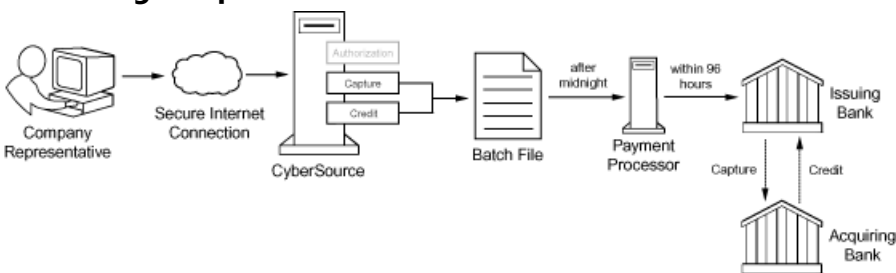 Authorization
Capture
Credit
after
midnight
within 96
hours
Issuing
Bank
Secure Internet
Connection
Company
Representative
CyberSource
Batch File
Payment
Processor
Capture
Credit
Acquiring
Bank